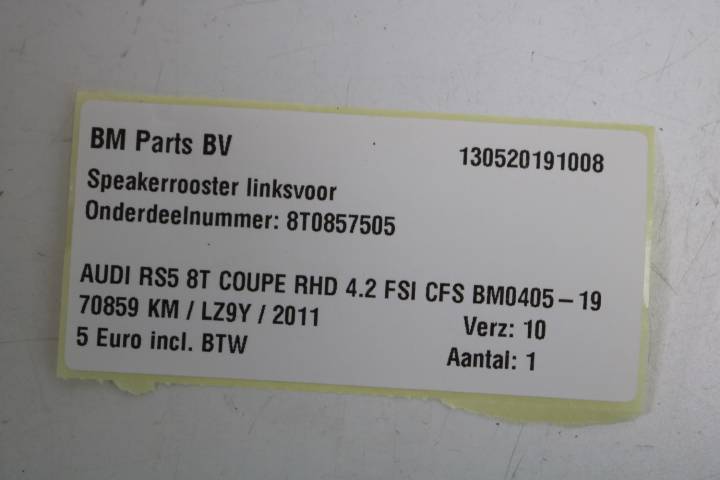 BM Parts BV 130520191008
Speakerrooster linksvoor
Onderdeelnummer: 8T0857505
AUDI RS5 8T COUPE RHD 4.2 FSI CFS BM0405-19
70859 KM / LZ9Y / 2011 Verz: 10
5 Euro incl. BTW Aantal: 1